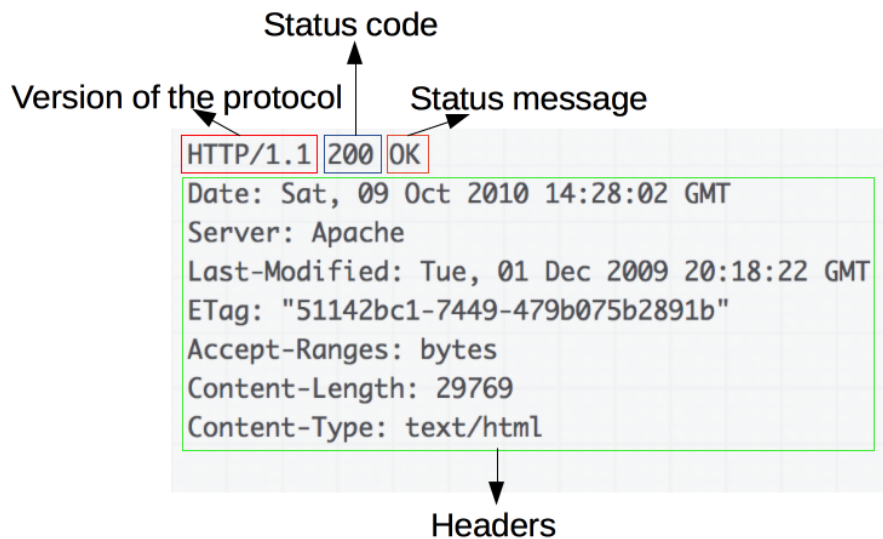 Status code
Version of the protocol
Status message
HTTP/1.1 200 OK
Date: Sat, 09 Oct 2010 14:28:02 GMT
Server: Apache
Last-Modified: Tue, 01 Dec 2009 20:18:22 GMT
ETag: "51142bc1-7449-479b075b2891b"
Accept-Ranges: bytes
Content-Length: 29769
Content-Type: text/html
Headers